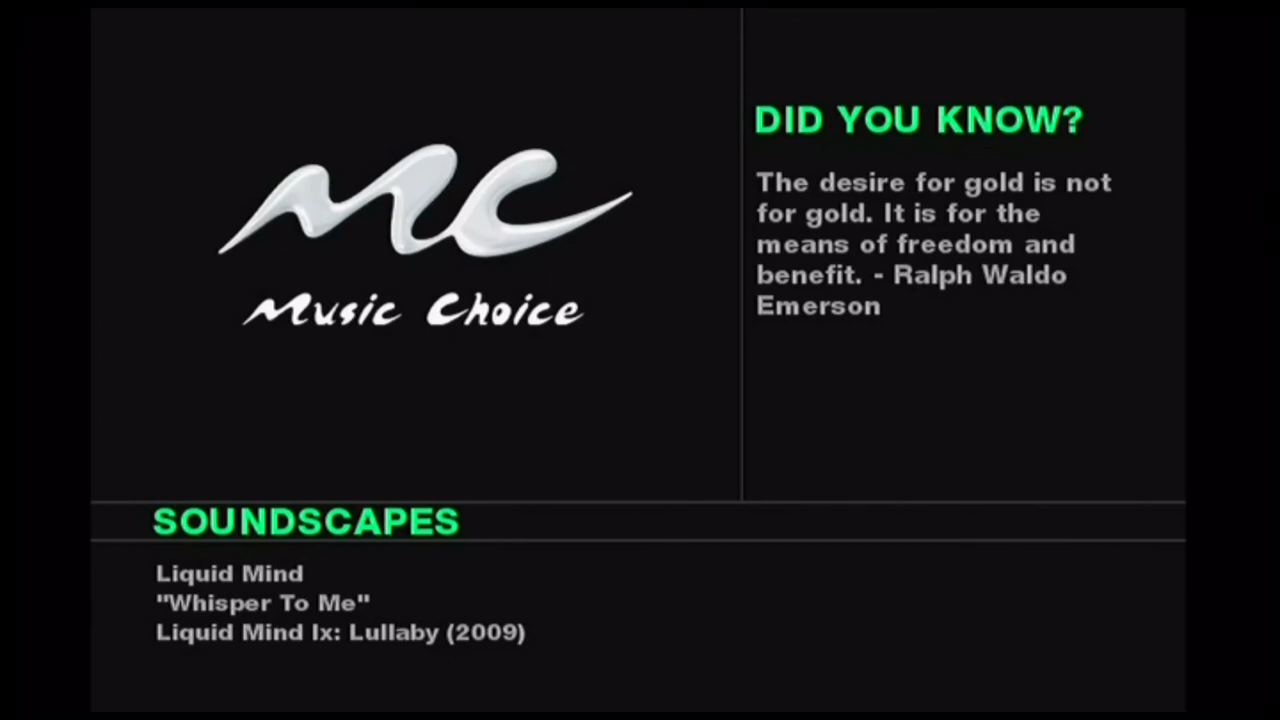 MC
Music Choice
DID YOU KNOW?
The desire for gold is not
for gold. It is for the
means of freedom and
benefit. - Ralph Waldo
Emerson
SOUNDSCAPES
Liquid Mind
"Whisper To Me"
Liquid Mind Ix: Lullaby (2009)